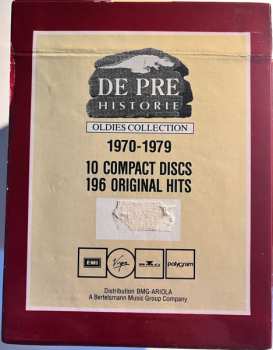 DE PRE
HISTORIE
OLDIES COLLECTION
1970-1979
10 COMPACT DISCS
196 ORIGINAL HITS
EMI Virgin BMG polygram
Distribution BMG-ARIOLA
A Bertelsmann Music Group Company